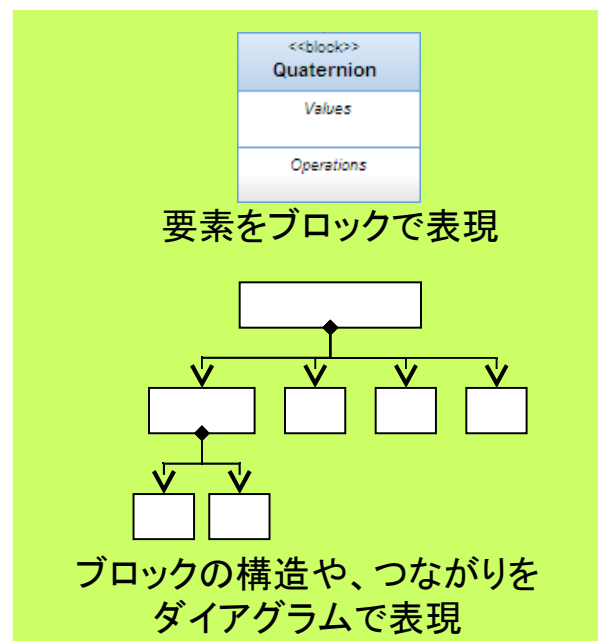 <<block>>
Quaternion
Values
Operations
要素をブロックで表現
ブロックの構造や、つながりを
ダイアグラムで表現